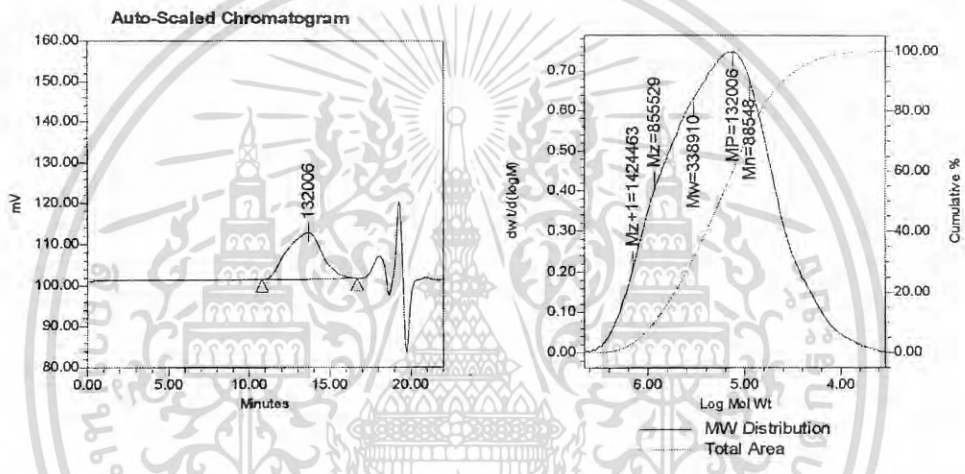 Auto-Scaled Chromatogram
160.00
150.00
140.00
130.00
120.00
110.00
100.00
90.00
80.00
mV
132006
0.00
5.00
10.00
15.00
20.00
Minutes
0.70
0.60
0.50
0.40
0.30
0.20
0.10
0.00
dwt/d(logM)
Mz+1=1424463
Mz=855529
Mw=338910
MP=132006
Mn=88548
100.00
80.00
60.00
40.00
20.00
0.00
Cumulative %
6.00
5.00
4.00
Log Mol Wt
MW Distribution
Total Area